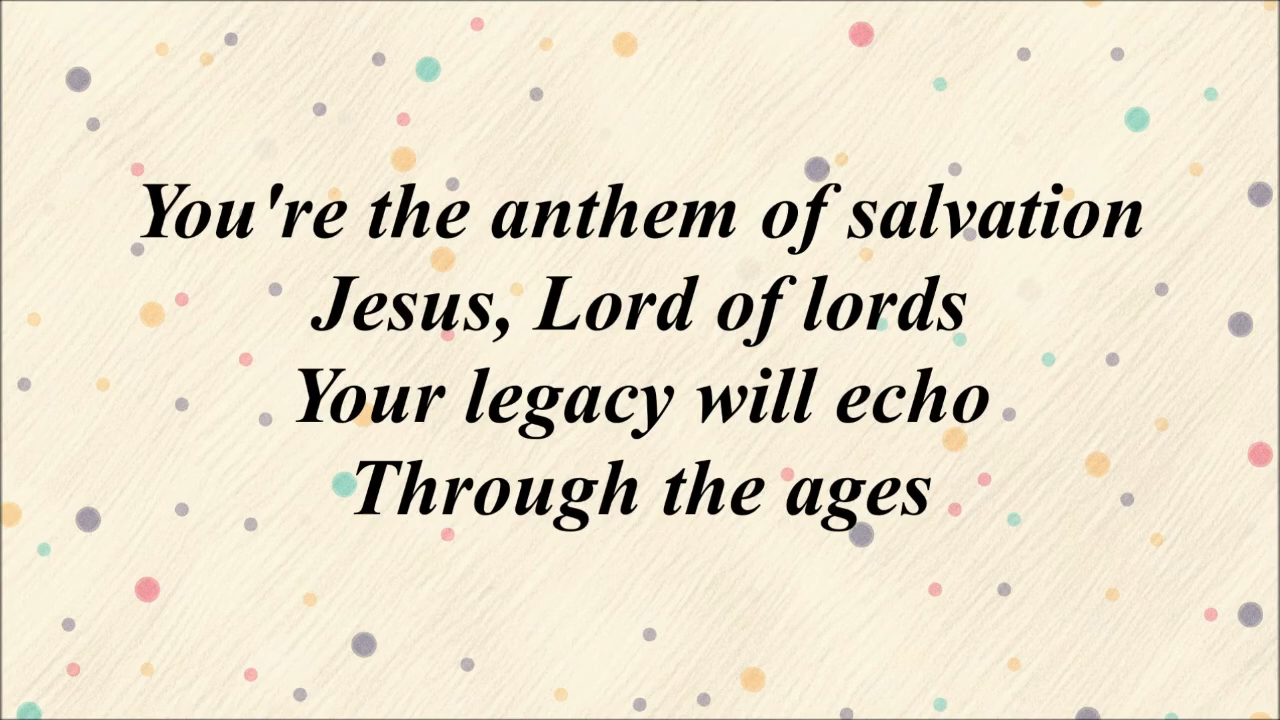 You're the anthem of salvation
Jesus, Lord of lords
Your legacy will echo
Through the ages